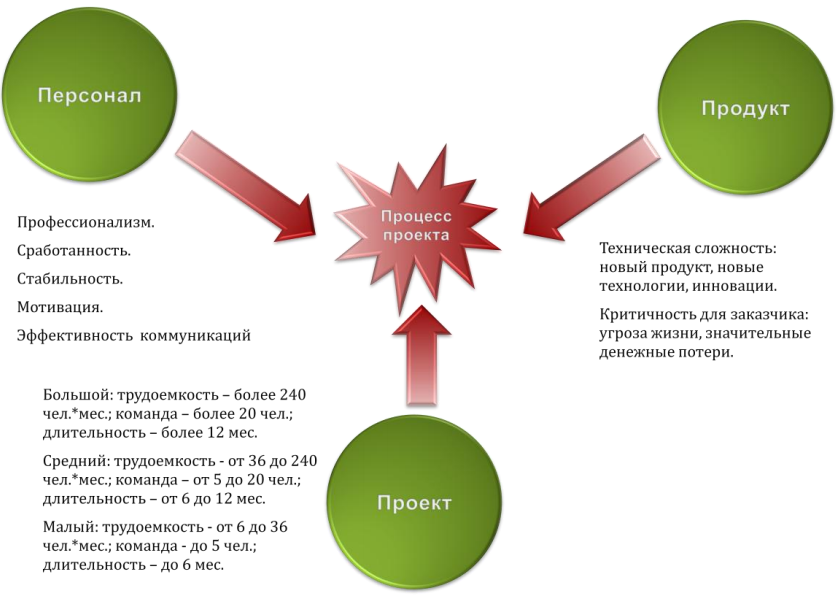 Персонал
Продукт
Процесс
проекта
Профессионализм.
Сработанность.
Стабильность.
Мотивация.
Эффективность коммуникаций
Техническая сложность:
новый продукт, новые
технологии, инновации.
Критичность для заказчика:
угроза жизни, значительные
денежные потери.
Большой: трудоемкость – более 240
чел.*мес.; команда – более 20 чел.;
длительность – более 12 мес.
Средний: трудоемкость - от 36 до 240
чел.*мес.; команда – от 5 до 20 чел.;
длительность – от 6 до 12 мес.
Малый: трудоемкость - от 6 до 36
чел.*мес.; команда - до 5 чел.;
длительность – до 6 мес.
Проект